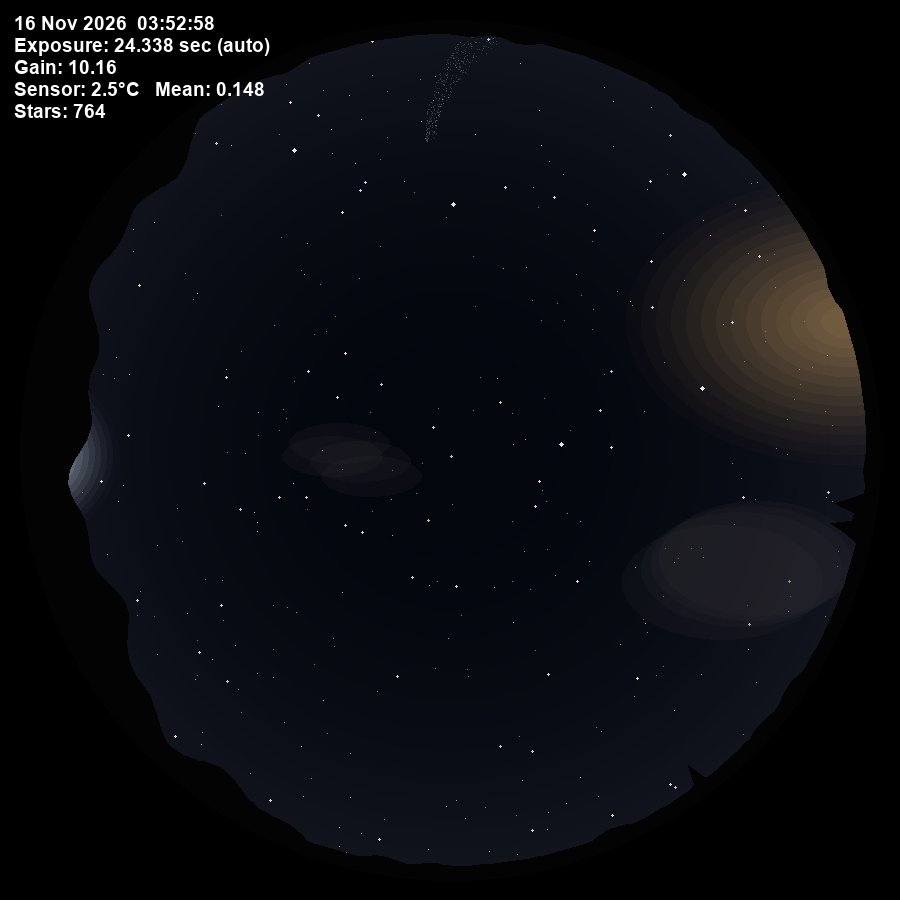 16 Nov 2026 03:52:58
Exposure: 24.338 sec (auto)
Gain: 10.16
Sensor: 2.5°C Mean: 0.148
Stars: 764